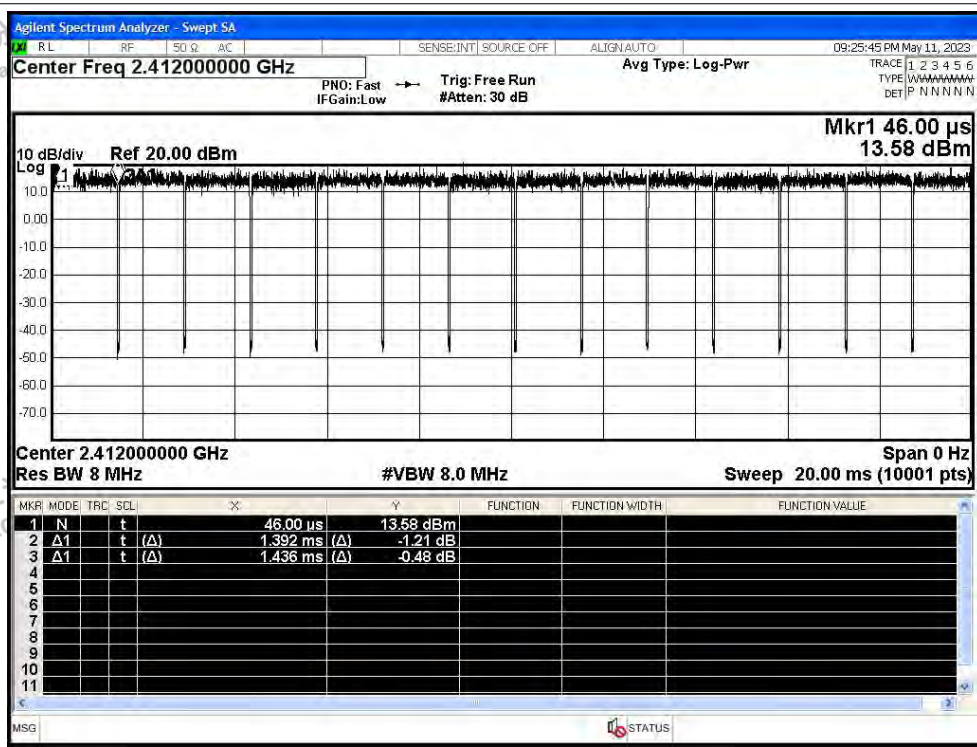 Agilent Spectrum Analyzer - Swept SA
RL RF 50 Ω AC SENSE:INT SOURCE OFF ALIGN AUTO 09:25:45 PM May 11, 2023
Center Freq 2.412000000 GHz
PNO: Fast
IFGain:Low
Trig: Free Run
#Atten: 30 dB
Avg Type: Log-Pwr
TRACE 1 2 3 4 5 6
TYPE
DET P N N N N N
Mkr1 46.00 µs
13.58 dBm
10 dB/div Ref 20.00 dBm
Log
10.0
0.00
-10.0
-20.0
-30.0
-40.0
-50.0
-60.0
-70.0
Center 2.412000000 GHz Span 0 Hz
Res BW 8 MHz #VBW 8.0 MHz Sweep 20.00 ms (10001 pts)
MKR MODE TRC SCL X Y FUNCTION FUNCTION WIDTH FUNCTION VALUE
1 N t 46.00 µs 13.58 dBm
2 Δ1 t (Δ) 1.392 ms (Δ) -1.21 dB
3 Δ1 t (Δ) 1.436 ms (Δ) -0.48 dB
4
5
6
7
8
9
10
11
MSG STATUS